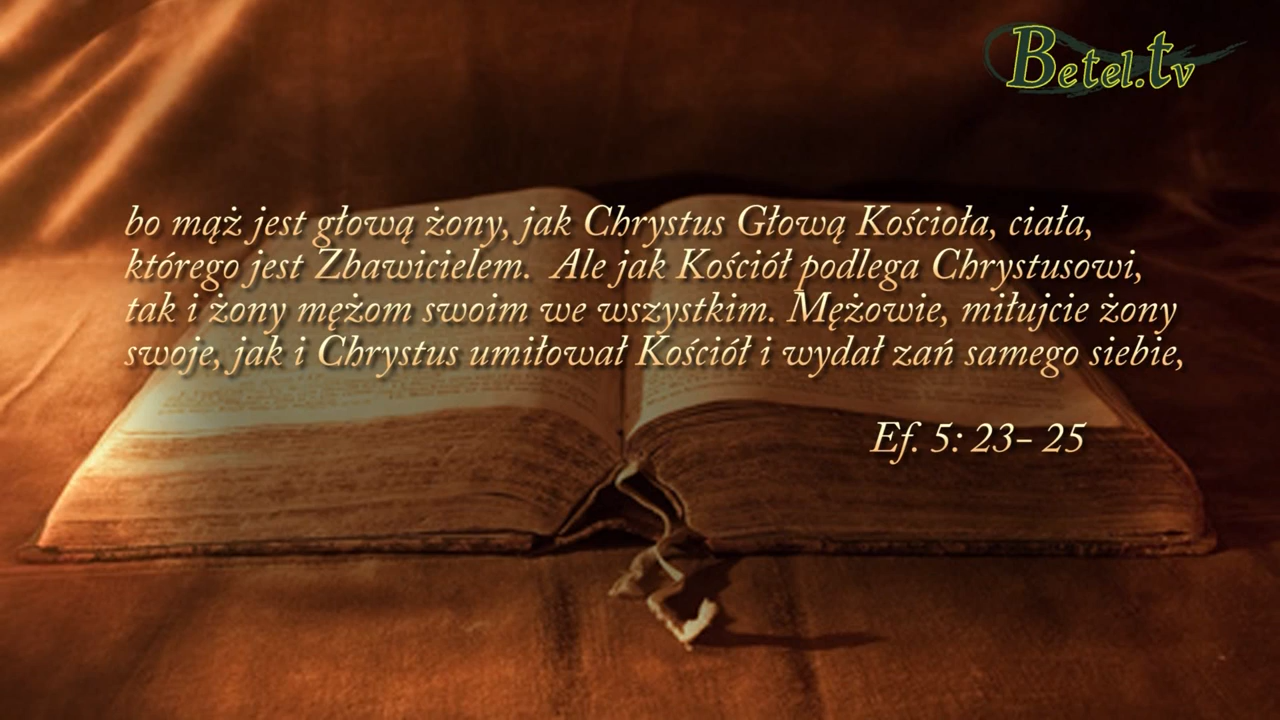 Betel.tv
bo mąż jest głową żony, jak Chrystus Głową Kościoła, ciała,
którego jest Zbawicielem. Ale jak Kościół podlega Chrystusowi,
tak i żony mężom swoim we wszystkim. Mężowie, miłujcie żony
swoje, jak i Chrystus umiłował Kościół i wydał zań samego siebie,
Ef. 5: 23- 25